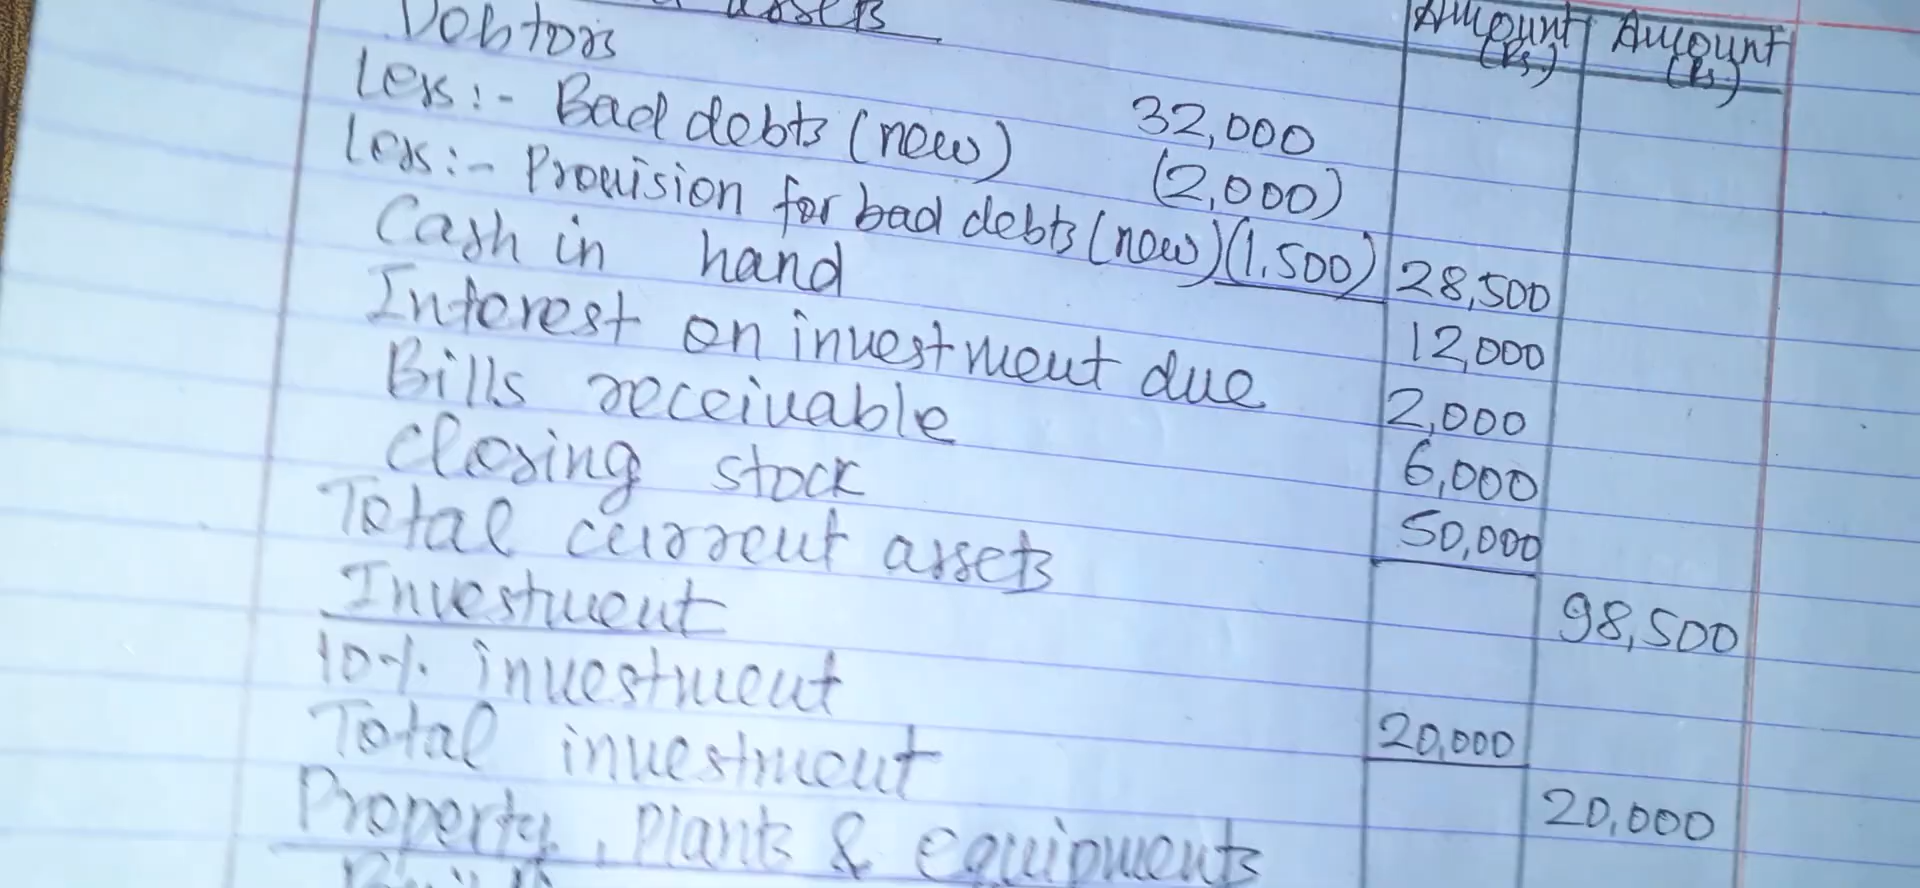 assets Amount (Rs.) Amount (Rs.)
Debtors 32,000
Less:- Bad debts (new) (2,000)
Less:- Provision for bad debts (new) (1,500) 28,500
Cash in hand 12,000
Interest on investment due 2,000
Bills receivable 6,000
Closing stock 50,000
Total current assets 98,500
Investment
10% investment 20,000
Total investment 20,000
Property, Plants & equipments